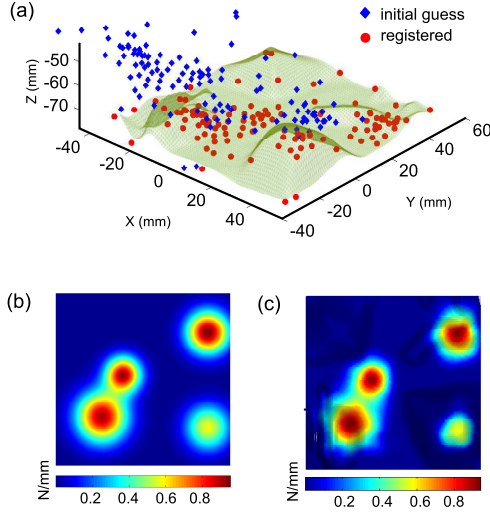 (a)
initial guess
registered
Z (mm)
-50
-60
-70
-40
-20
0
20
40
X (mm)
-40
-20
0
20
40
60
Y (mm)
(b)
(c)
N/mm
0.2 0.4 0.6 0.8
N/mm
0.2 0.4 0.6 0.8